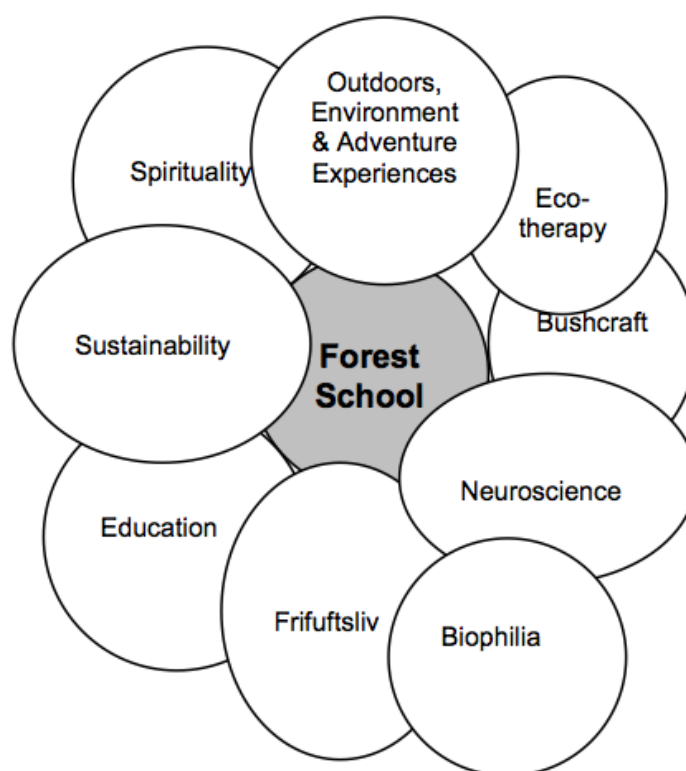 Outdoors,
Environment
& Adventure
Experiences
Spirituality
Eco-
therapy
Bushcraft
Sustainability
Forest
School
Neuroscience
Education
Frifuftsliv
Biophilia